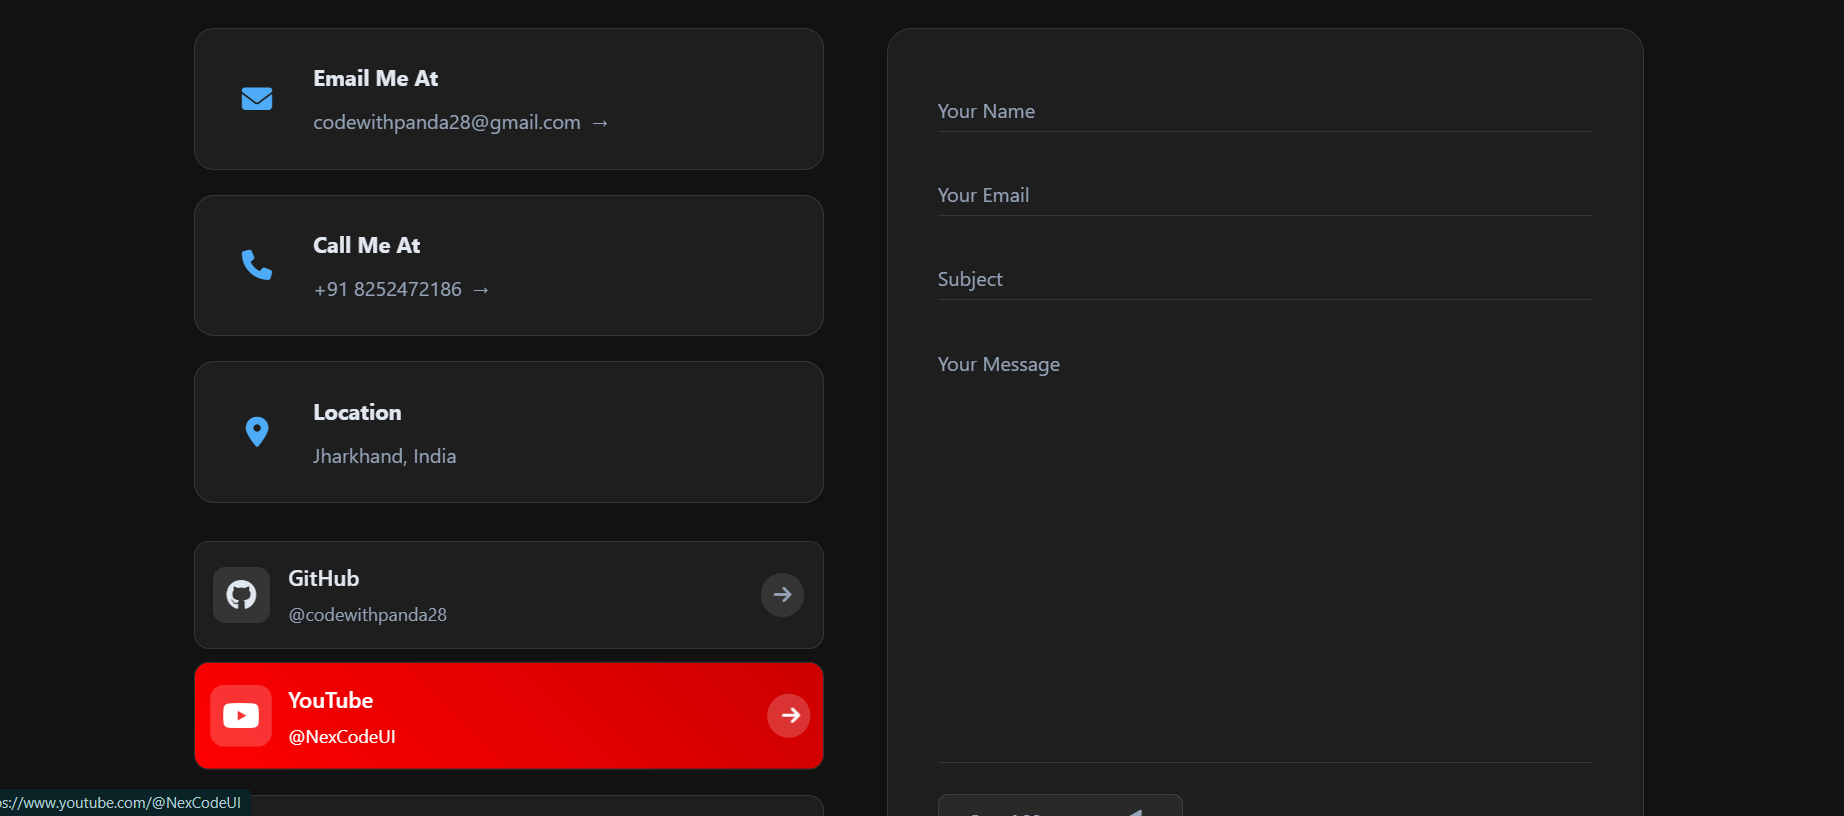 Email Me At
codewithpanda28@gmail.com →
Call Me At
+91 8252472186 →
Location
Jharkhand, India
GitHub
@codewithpanda28
YouTube
@NexCodeUI
Your Name
Your Email
Subject
Your Message
s://www.youtube.com/@NexCodeUI